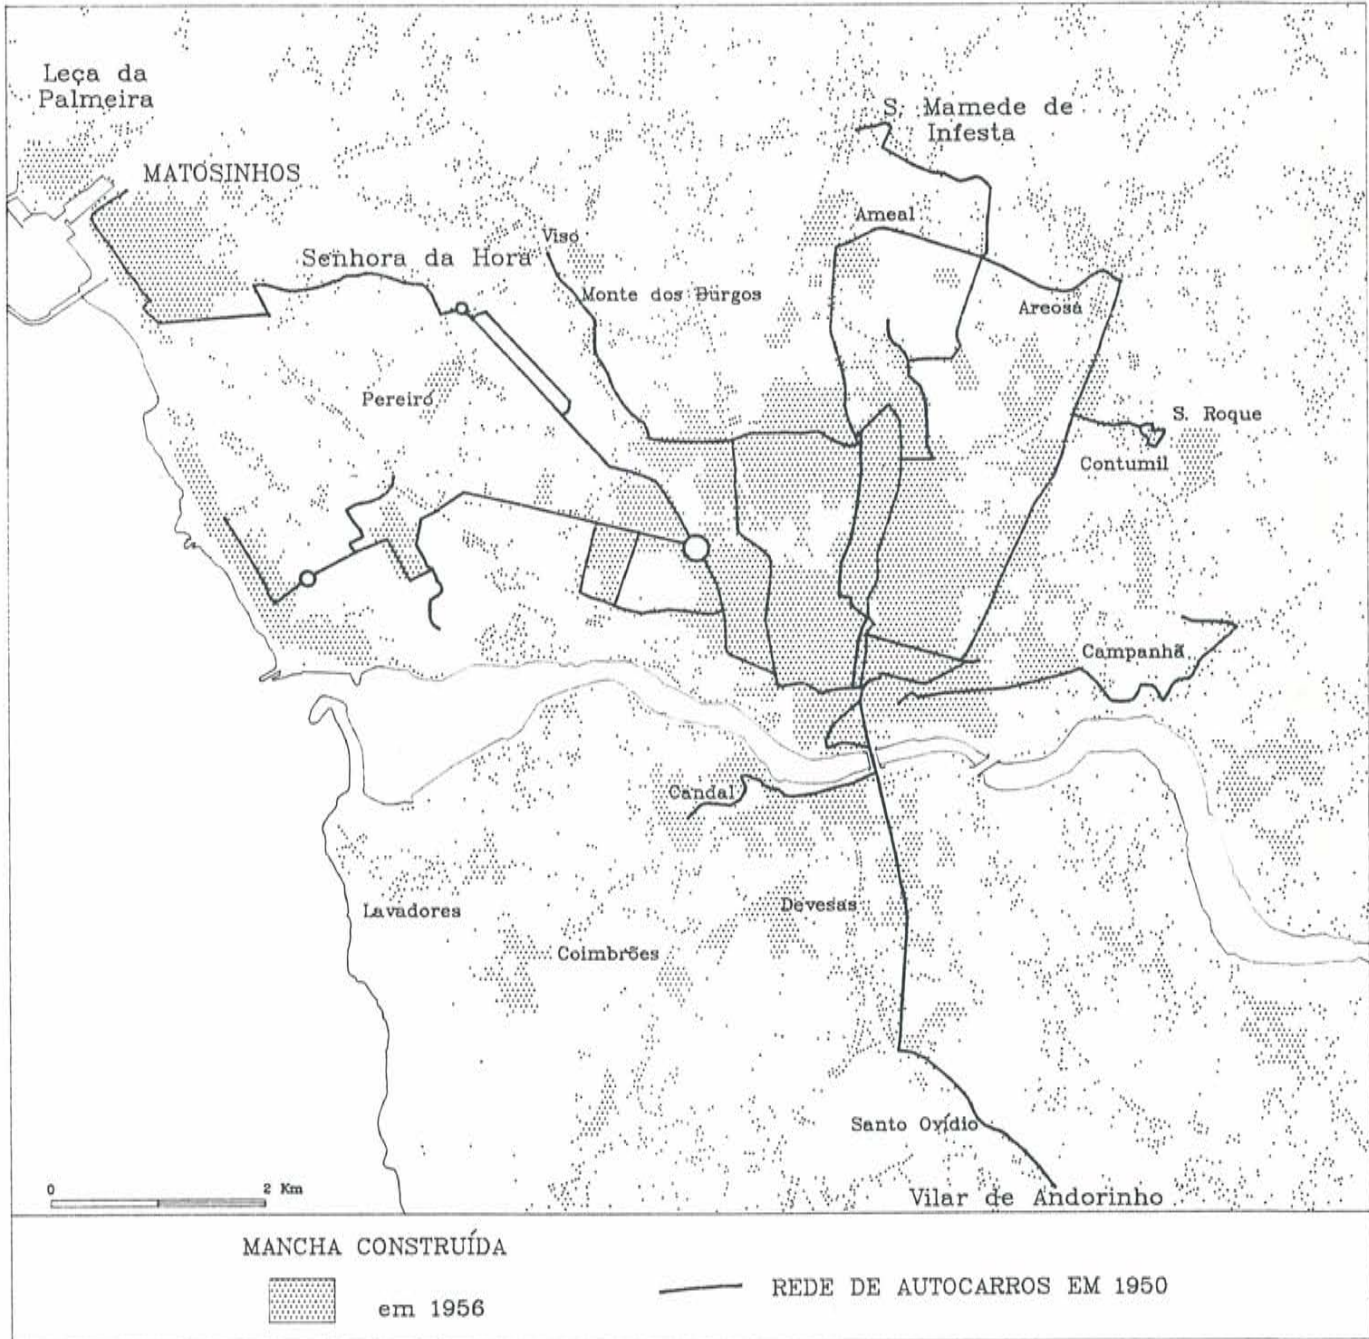 Leça da
Palmeira
S. Mamede de
Infesta
MATOSINHOS
Ameal
Viso
Senhora da Hora
Monte dos Burgos
Areosa
Pereiró
S. Roque
Contumil
Campanhã
Candal
Devesas
Lavadores
Coimbrões
Santo Ovídio
0 2 Km
Vilar de Andorinho
MANCHA CONSTRUÍDA
em 1956
REDE DE AUTOCARROS EM 1950